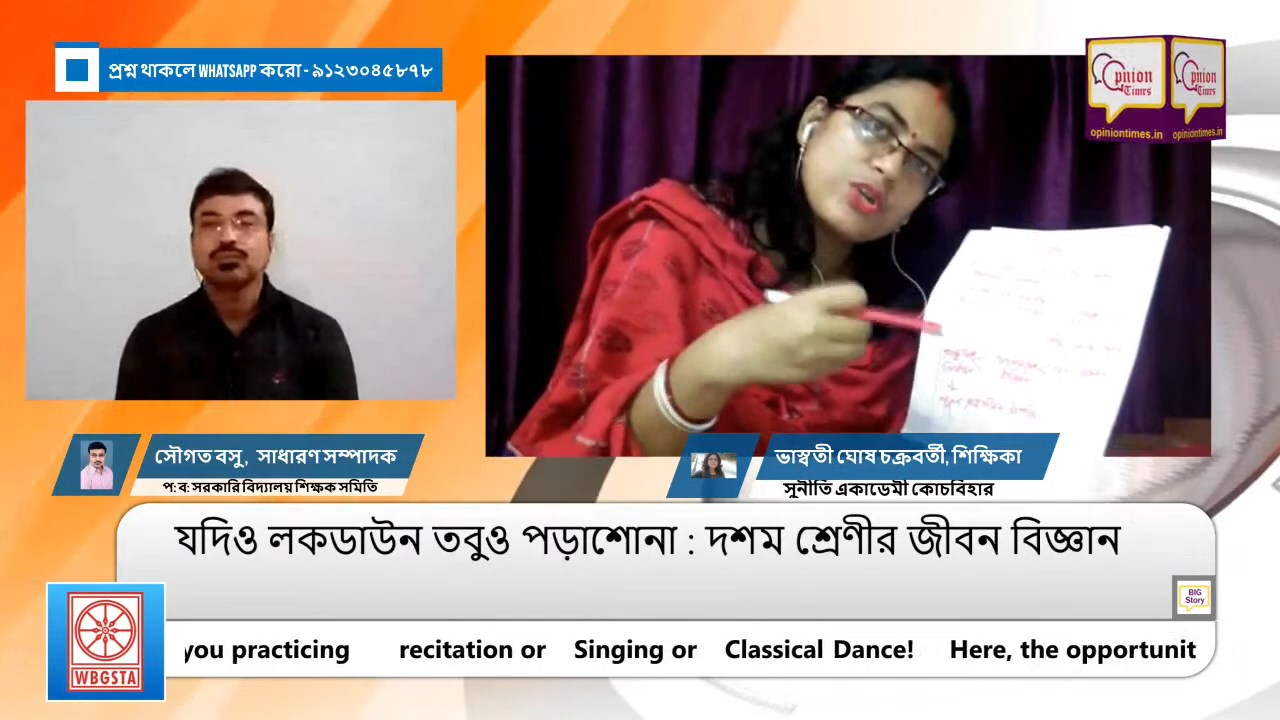 প্রশ্ন থাকলে WHATSAPP করো - ৯১২৩০৪৫৮৭৮
Opinion
Times
opiniontimes.in
Opinion
Times
opiniontimes.in
সৌগত বসু, সাধারণ সম্পাদক
প: ব: সরকারি বিদ্যালয় শিক্ষক সমিতি
ভাস্বতী ঘোষ চক্রবর্তী, শিক্ষিকা
সুনীতি একাডেমী কোচবিহার
যদিও লকডাউন তবুও পড়াশোনা : দশম শ্রেণীর জীবন বিজ্ঞান
BIG
Story
you practicing recitation or Singing or Classical Dance! Here, the opportunit
WBGSTA